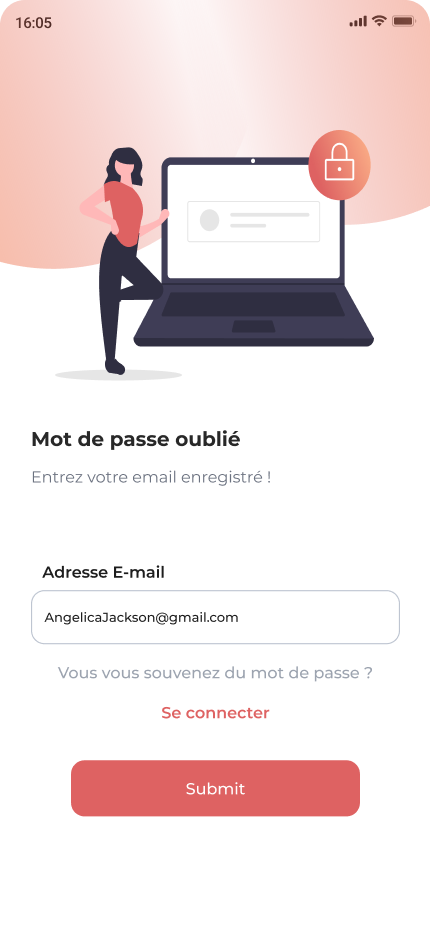 16:05
Mot de passe oublié
Entrez votre email enregistré !
Adresse E-mail
AngelicaJackson@gmail.com
Vous vous souvenez du mot de passe ?
Se connecter
Submit